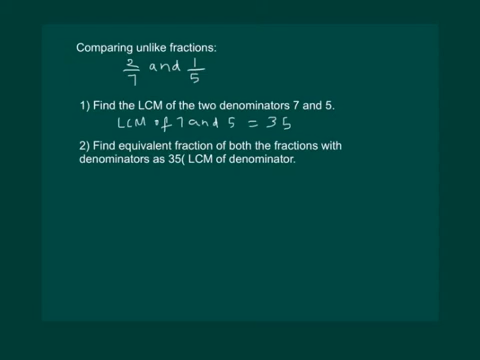 Comparing unlike fractions:
2/7 and 1/5
1) Find the LCM of the two denominators 7 and 5.
LCM of 7 and 5 = 35
2) Find equivalent fraction of both the fractions with
denominators as 35( LCM of denominator.